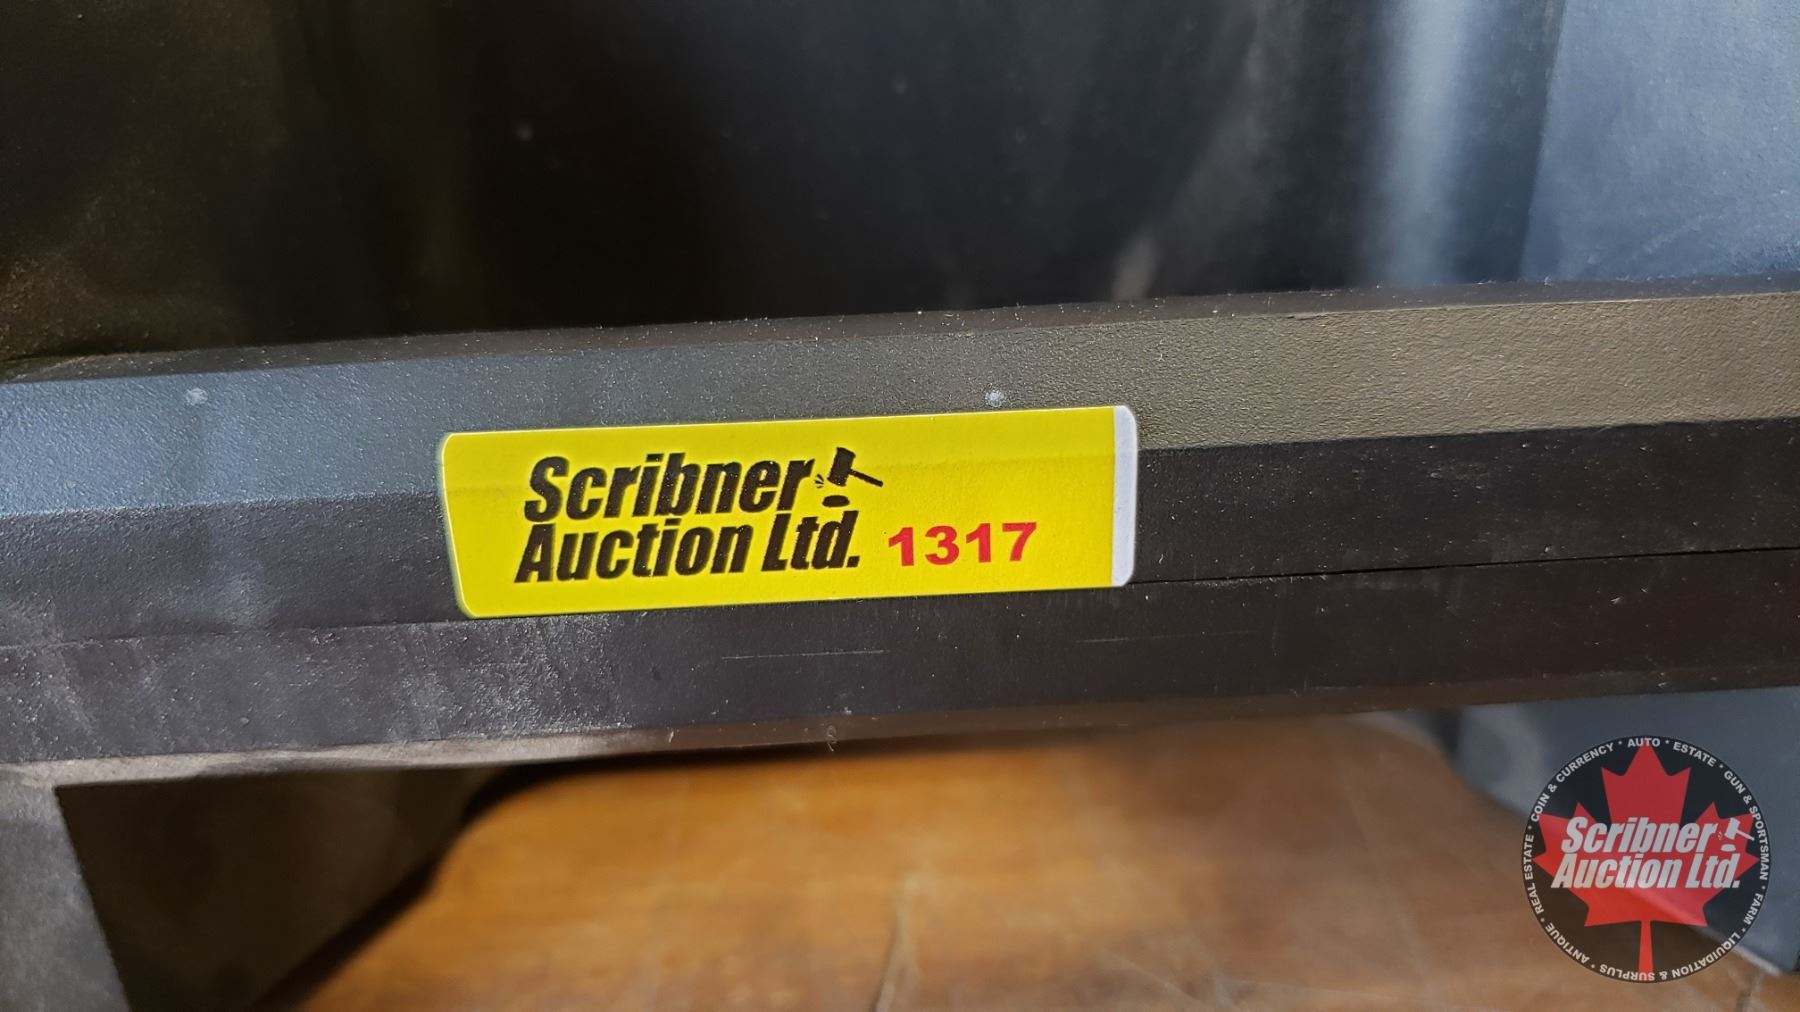 Scribner
Auction Ltd. 1317
COIN & CURRENCY • AUTO • ESTATE • GUN & SPORTSMAN • FARM • LIQUIDATION & SURPLUS • ANTIQUE • REAL ESTATE •
Scribner
Auction Ltd.